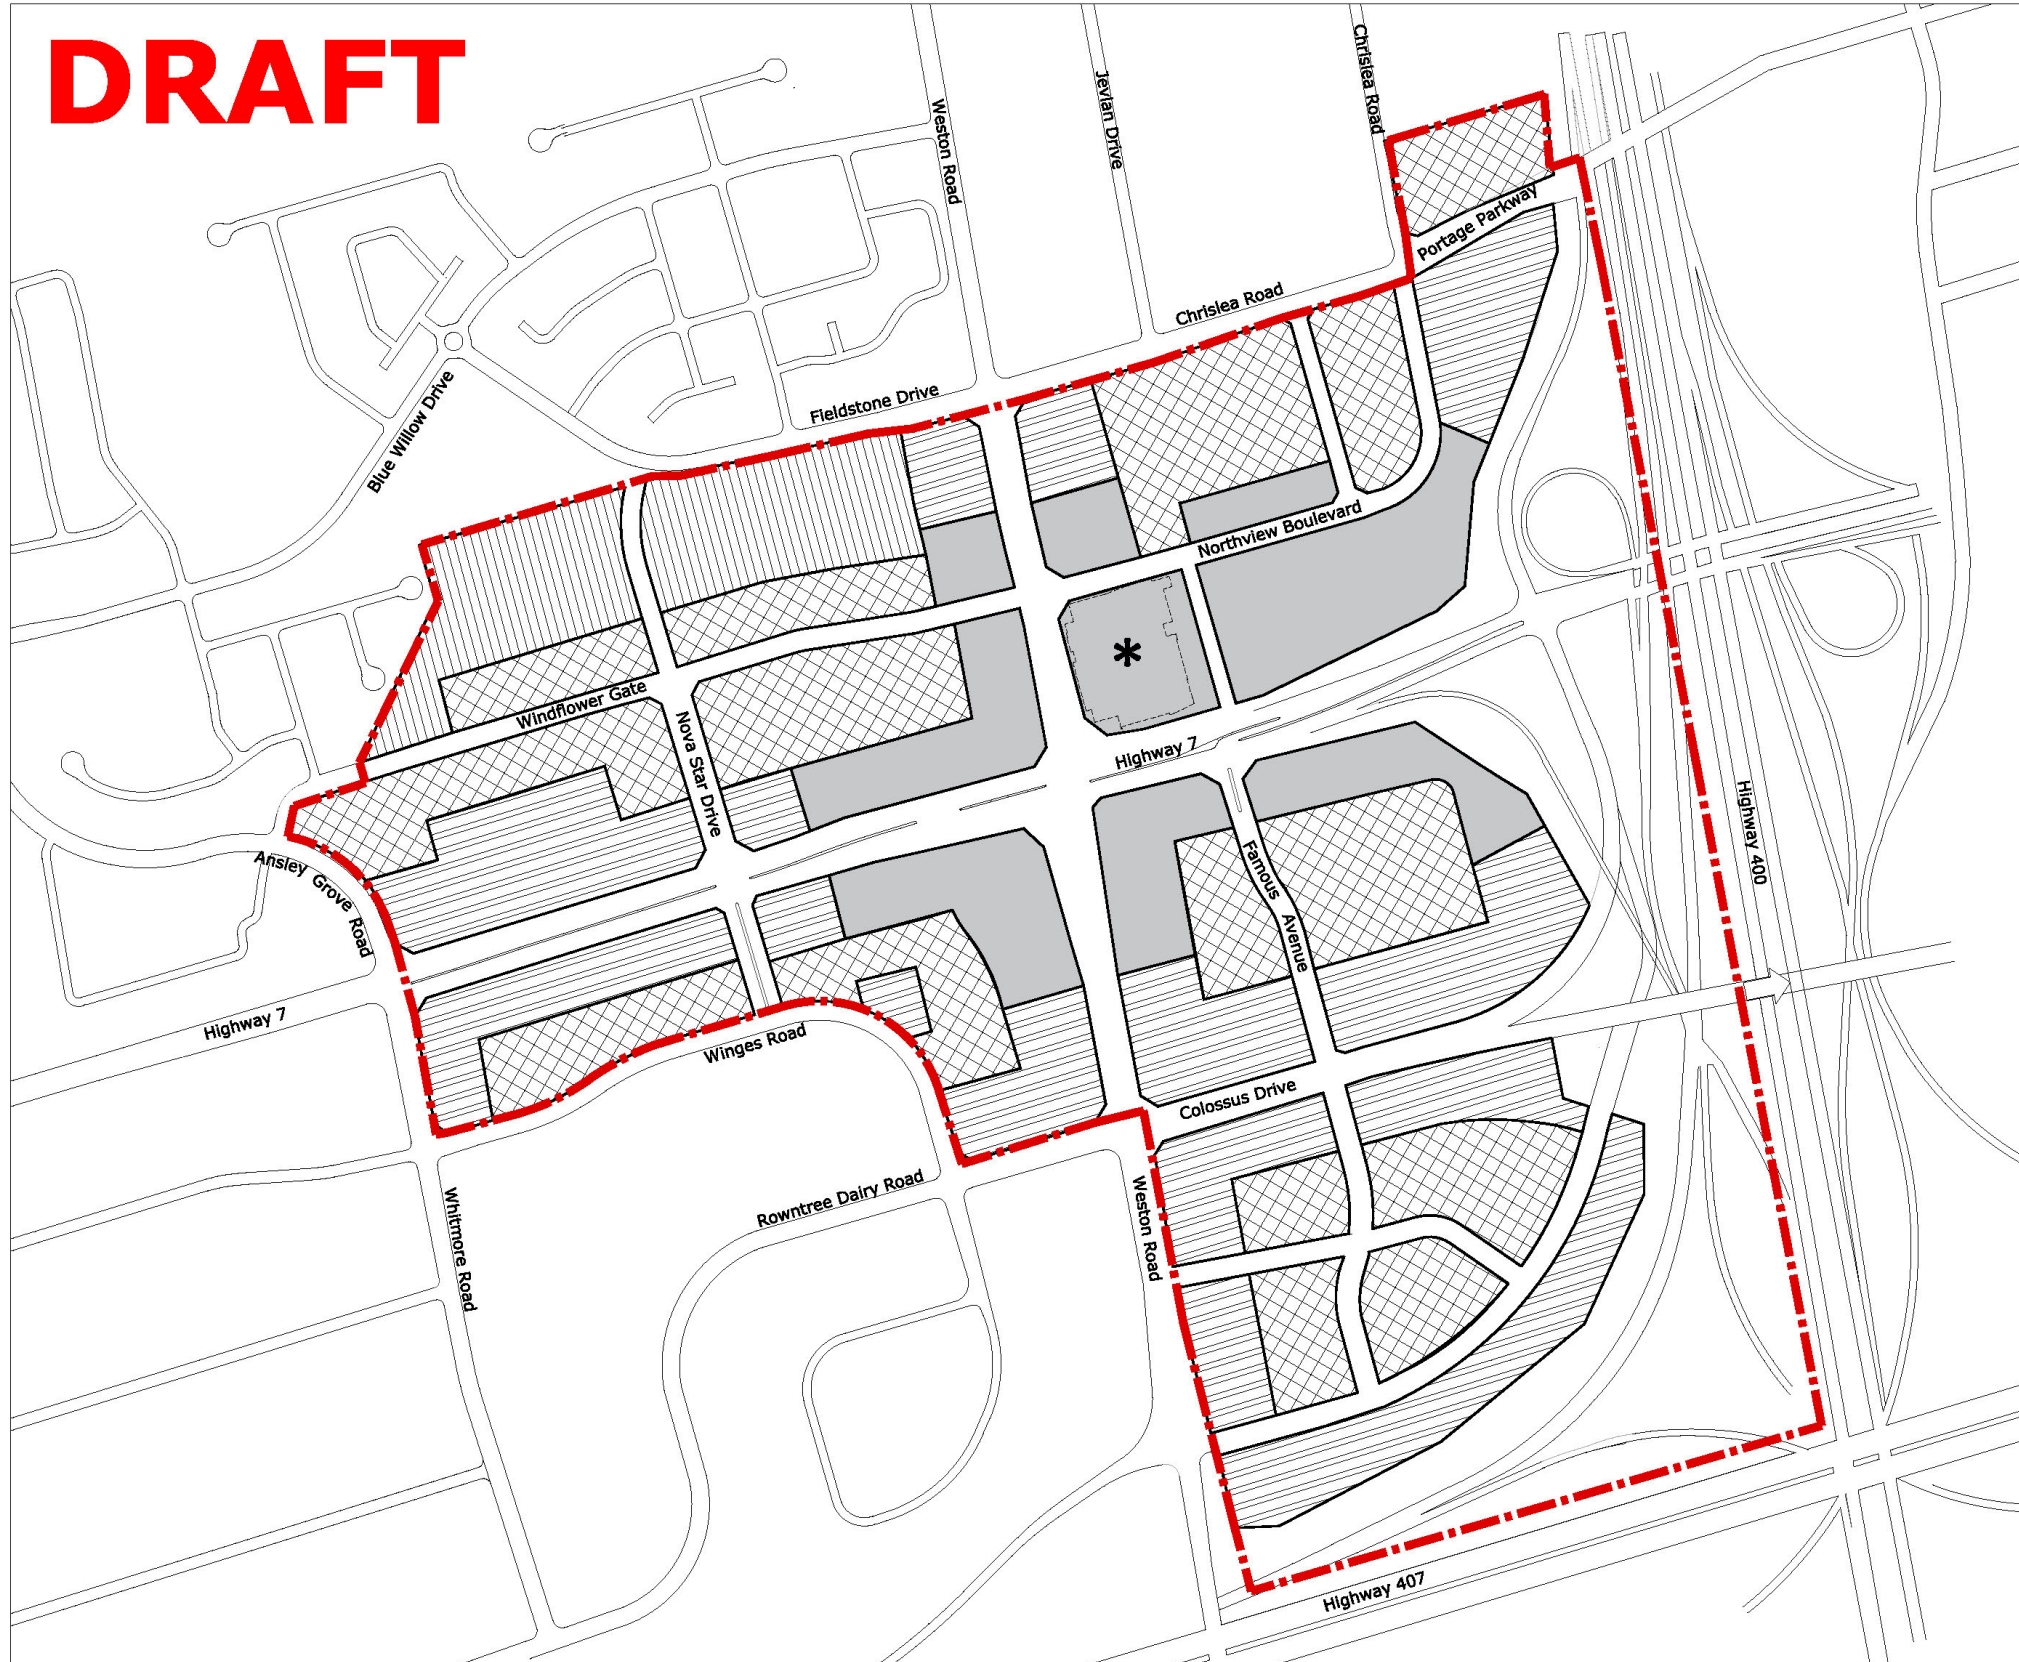 DRAFT
Chrislea Road
Jevlan Drive
Weston Road
Portage Parkway
Chrislea Road
Fieldstone Drive
Blue Willow Drive
Northview Boulevard
*
Windflower Gate
Nova Star Drive
Highway 7
Highway 400
Famous Avenue
Ansley Grove Road
Highway 7
Winges Road
Colossus Drive
Rowntree Dairy Road
Weston Road
Whitmore Road
Highway 407